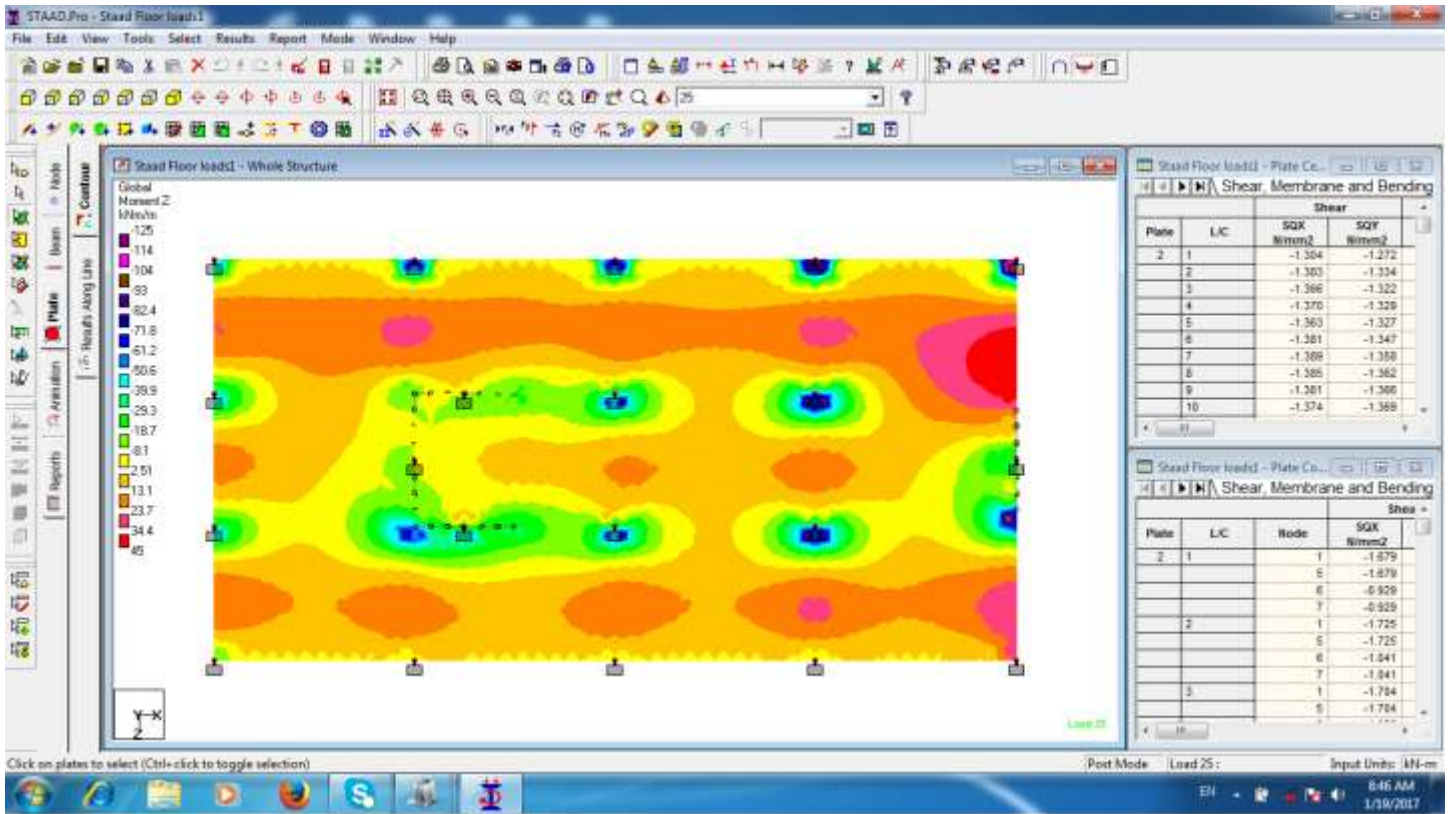 STAAD.Pro - Staad Floor loads1
File Edit View Tools Select Results Report Mode Window Help
25
Node
Beam
Plate
Animation
Reports
Contour
Results Along Line
Staad Floor loads1 - Whole Structure
Global
Moment Z
kNm/m
-125
-114
-104
-93
-82.4
-71.8
-61.2
-50.6
-39.9
-29.3
-18.7
-8.1
2.51
13.1
23.7
34.4
45
Y X
Z
Load 25
Staad Floor loads1 - Plate Ce...
Shear, Membrane and Bending
Shear
Plate L/C SQX N/mm2 SQY N/mm2
2 1 -1.384 -1.272
2 -1.383 -1.334
3 -1.366 -1.322
4 -1.370 -1.329
5 -1.363 -1.327
6 -1.381 -1.347
7 -1.389 -1.358
8 -1.385 -1.362
9 -1.381 -1.366
10 -1.374 -1.369
Staad Floor loads1 - Plate Co...
Shear, Membrane and Bending
Shea
Plate L/C Node SQX N/mm2
2 1 1 -1.679
5 -1.679
6 -0.929
7 -0.929
2 1 -1.725
5 -1.725
6 -1.041
7 -1.041
3 1 -1.704
5 -1.704
Click on plates to select (Ctrl+click to toggle selection)
Post Mode Load 25 : Input Units: kN-m
EN
8:46 AM
1/19/2017